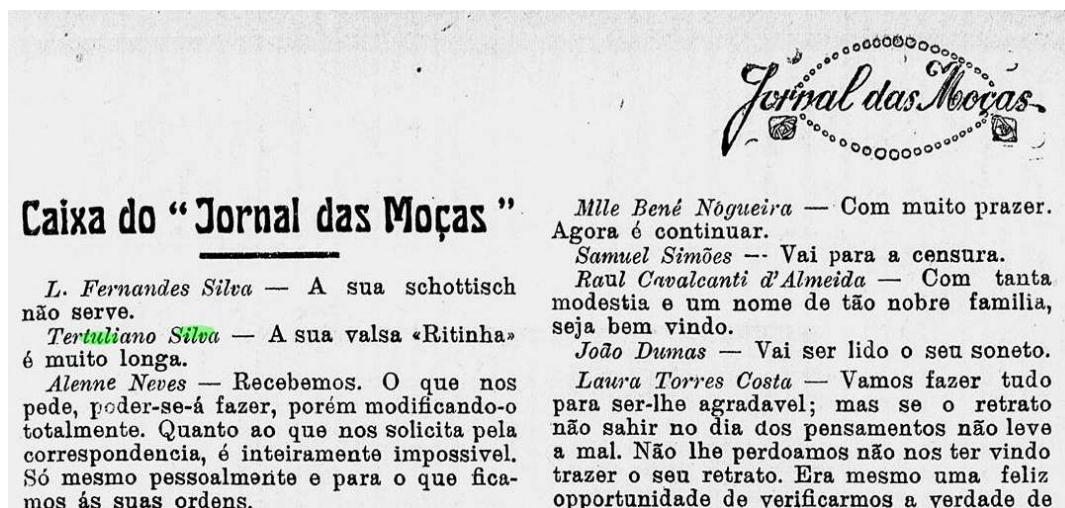 Jornal das Moças
Caixa do “Jornal das Moças”
L. Fernandes Silva — A sua schottisch
não serve.
Tertuliano Silva — A sua valsa «Ritinha»
é muito longa.
Alenne Neves — Recebemos. O que nos
pede, poder-se-á fazer, porém modificando-o
totalmente. Quanto ao que nos solicita pela
correspondencia, é inteiramente impossivel.
Só mesmo pessoalmente e para o que fica-
mos ás suas ordens.
Mlle Bené Nogueira — Com muito prazer.
Agora é continuar.
Samuel Simões -- Vai para a censura.
Raul Cavalcanti d'Almeida — Com tanta
modestia e um nome de tão nobre familia,
seja bem vindo.
João Dumas — Vai ser lido o seu soneto.
Laura Torres Costa — Vamos fazer tudo
para ser-lhe agradavel; mas se o retrato
não sahir no dia dos pensamentos não leve
a mal. Não lhe perdoamos não nos ter vindo
trazer o seu retrato. Era mesmo uma feliz
opportunidade de verificarmos a verdade de